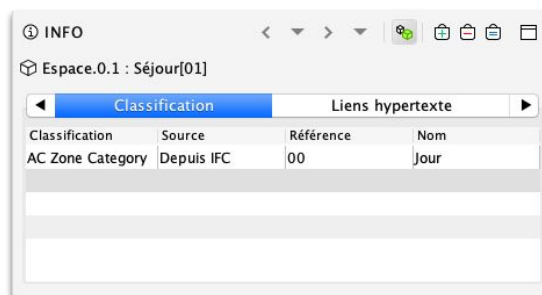 INFO
Espace.0.1 : Séjour[01]
Classification Liens hypertexte
Classification Source Référence Nom
AC Zone Category Depuis IFC 00 Jour